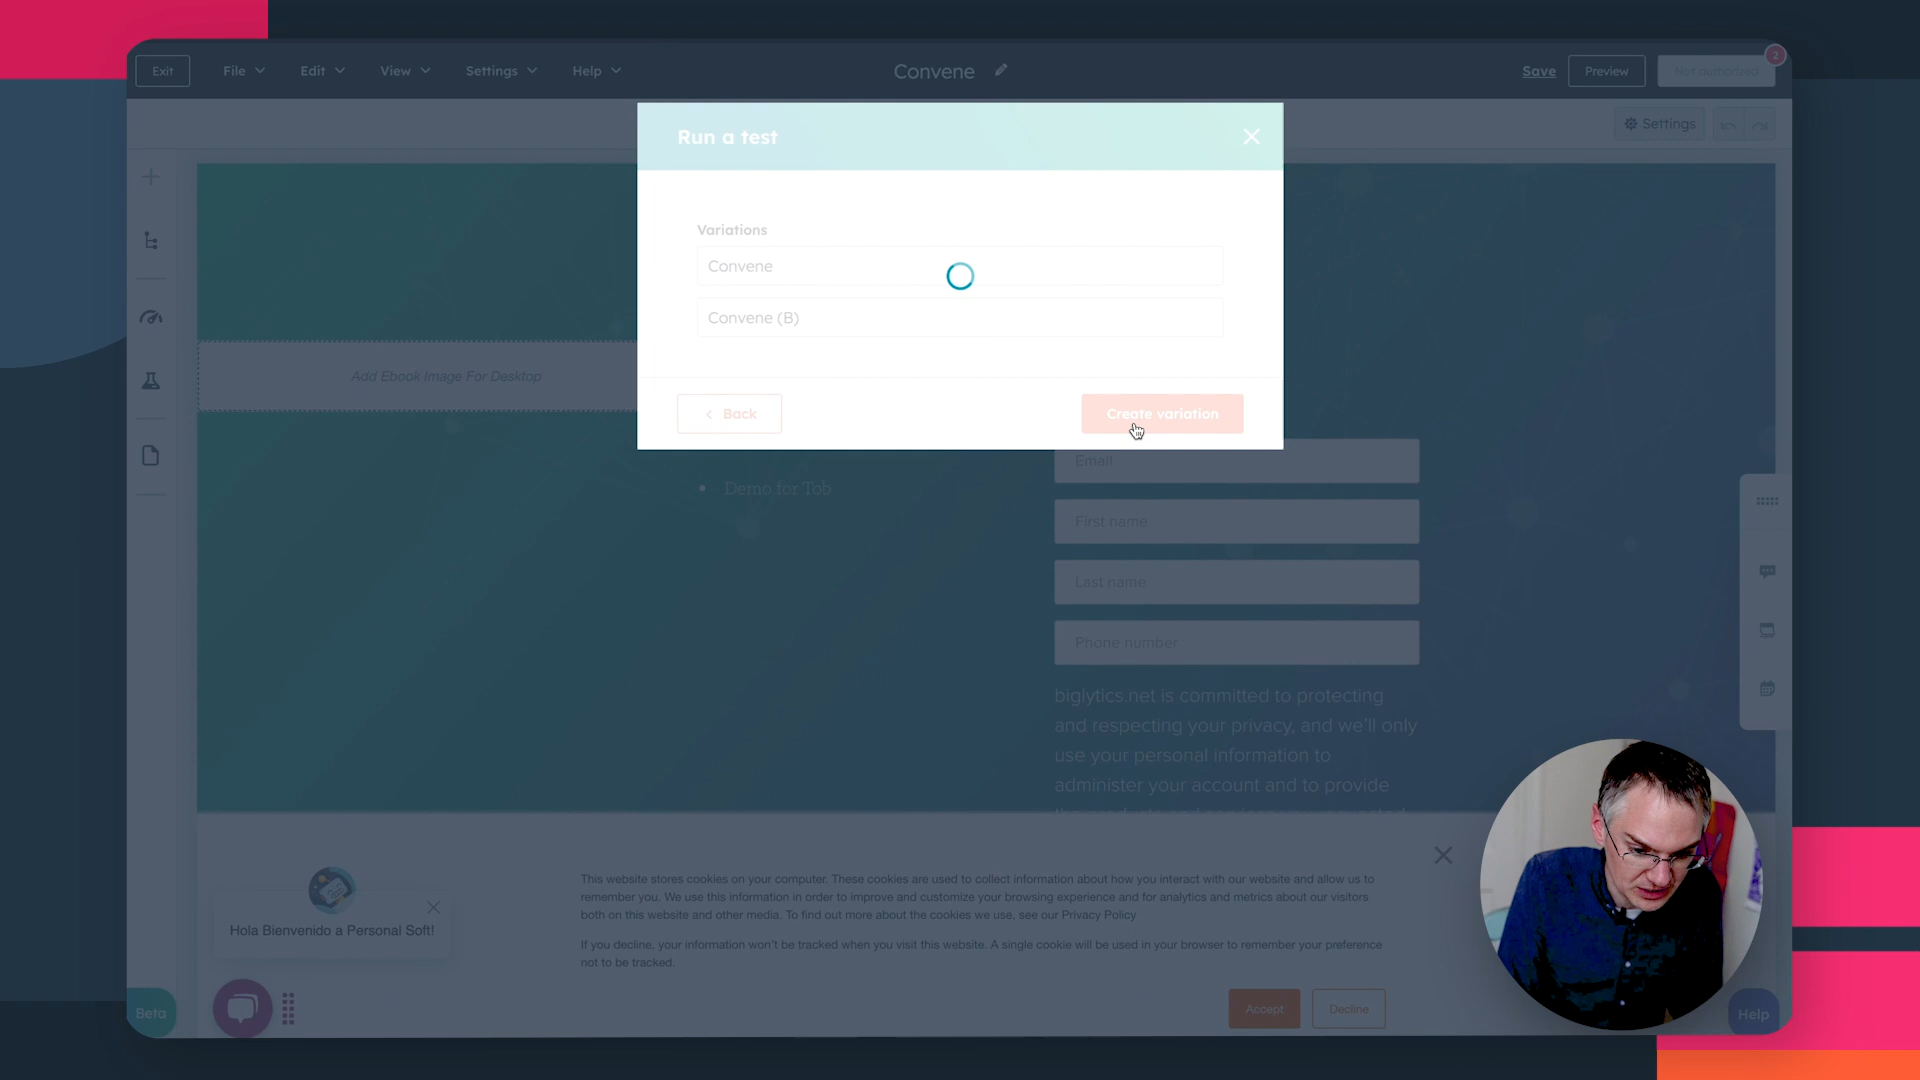 Exit
File
Edit
View
Settings
Help
Convene
Save
Preview
Not authorized
2
Settings
Run a test
Variations
Convene
Convene (B)
Back
Create variation
Add Ebook Image For Desktop
Demo for Tob
Email
First name
Last name
Phone number
biglytics.net is committed to protecting
and respecting your privacy, and we'll only
use your personal information to
administer your account and to provide
This website stores cookies on your computer. These cookies are used to collect information about how you interact with our website and allow us to
remember you. We use this information in order to improve and customize your browsing experience and for analytics and metrics about our visitors
both on this website and other media. To find out more about the cookies we use, see our Privacy Policy
If you decline, your information won't be tracked when you visit this website. A single cookie will be used in your browser to remember your preference
not to be tracked.
Hola Bienvenido a Personal Soft!
Accept
Decline
Beta
Help